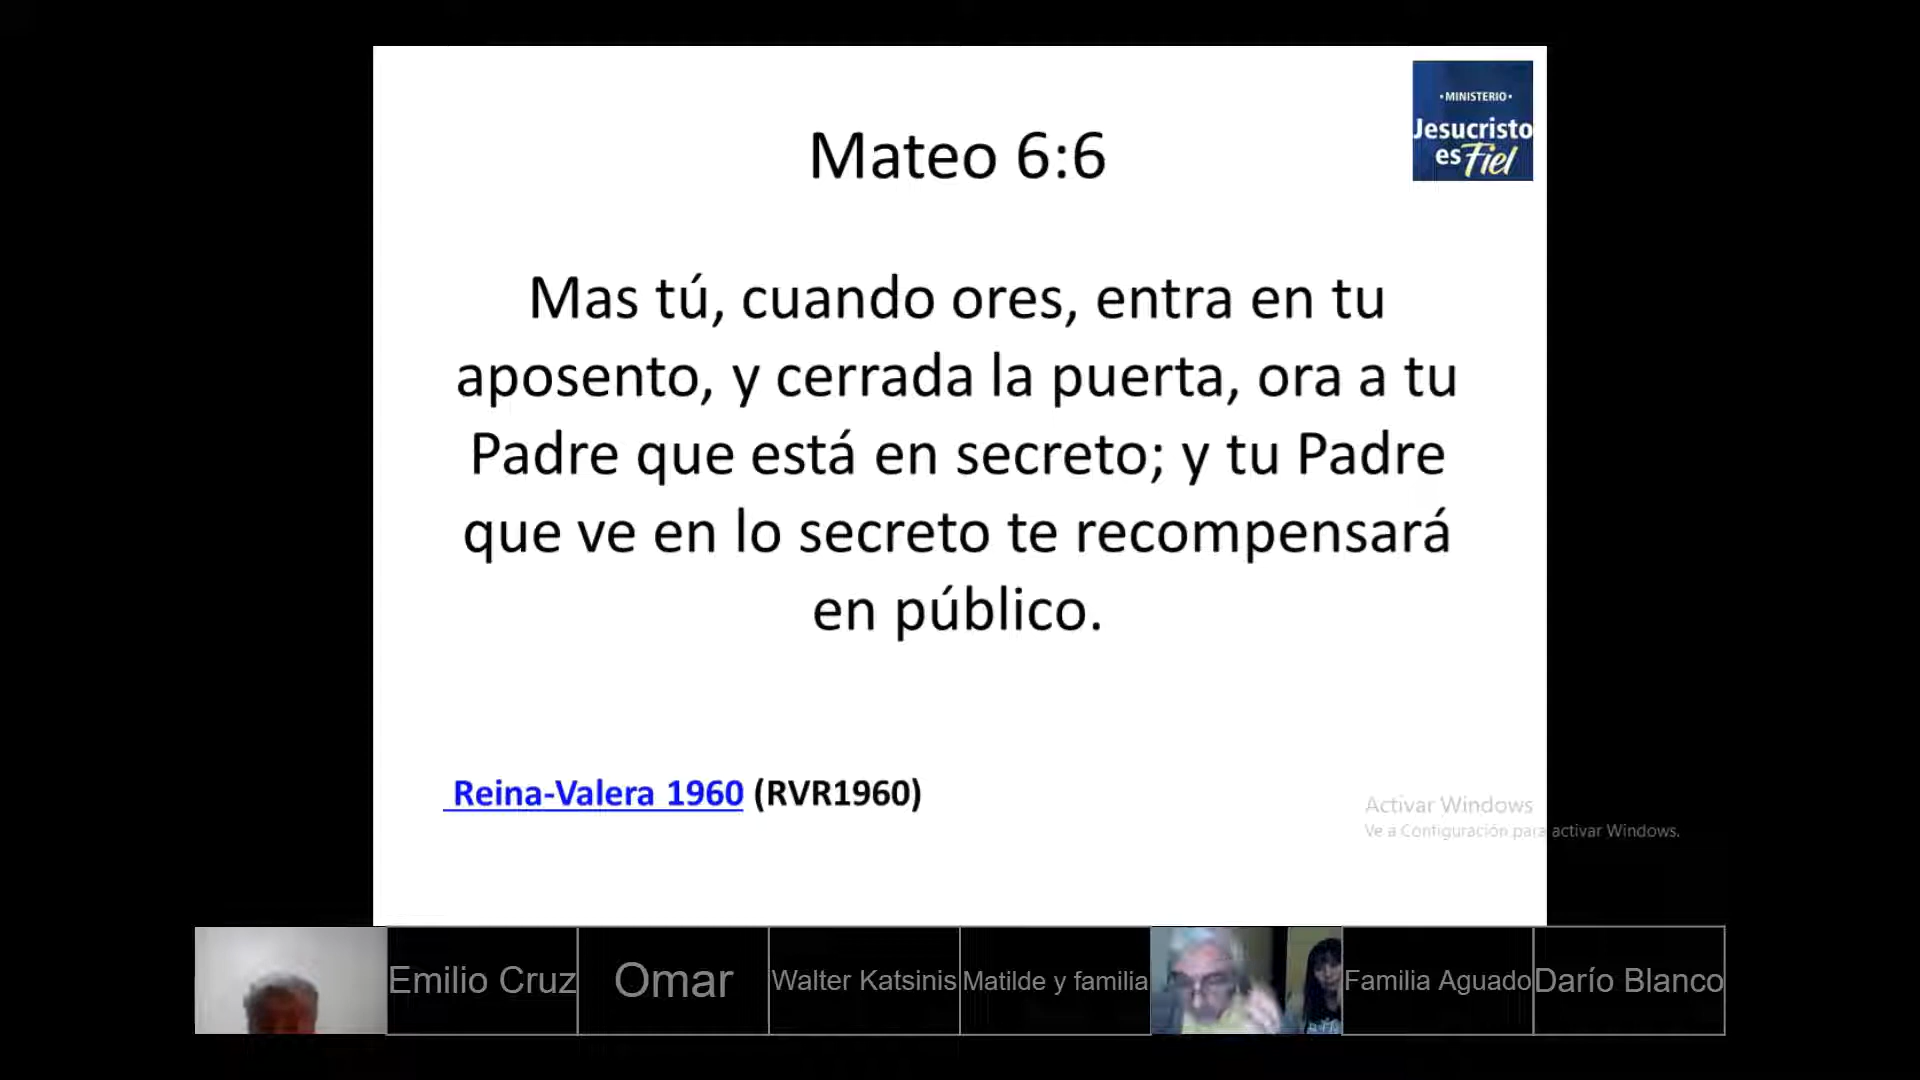 •MINISTERIO•
Jesucristo
es Fiel
Mateo 6:6
Mas tú, cuando ores, entra en tu
aposento, y cerrada la puerta, ora a tu
Padre que está en secreto; y tu Padre
que ve en lo secreto te recompensará
en público.
Reina-Valera 1960 (RVR1960)
Activar Windows
Ve a Configuración para activar Windows.
Emilio Cruz
Omar
Walter Katsinis
Matilde y familia
Familia Aguado
Darío Blanco